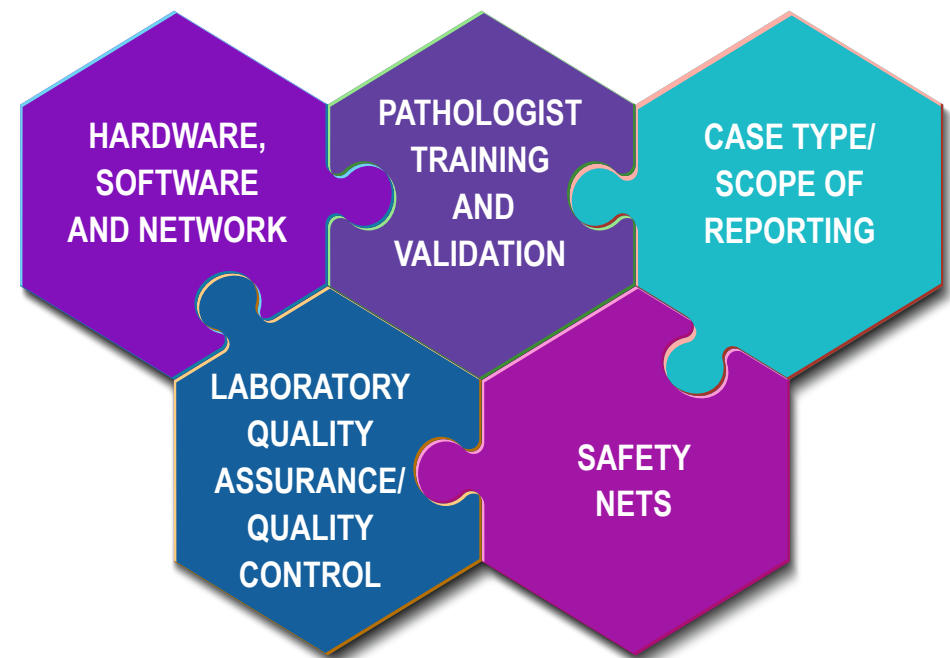 HARDWARE,
SOFTWARE
AND NETWORK
PATHOLOGIST
TRAINING
AND
VALIDATION
CASE TYPE/
SCOPE OF
REPORTING
LABORATORY
QUALITY
ASSURANCE/
QUALITY
CONTROL
SAFETY
NETS